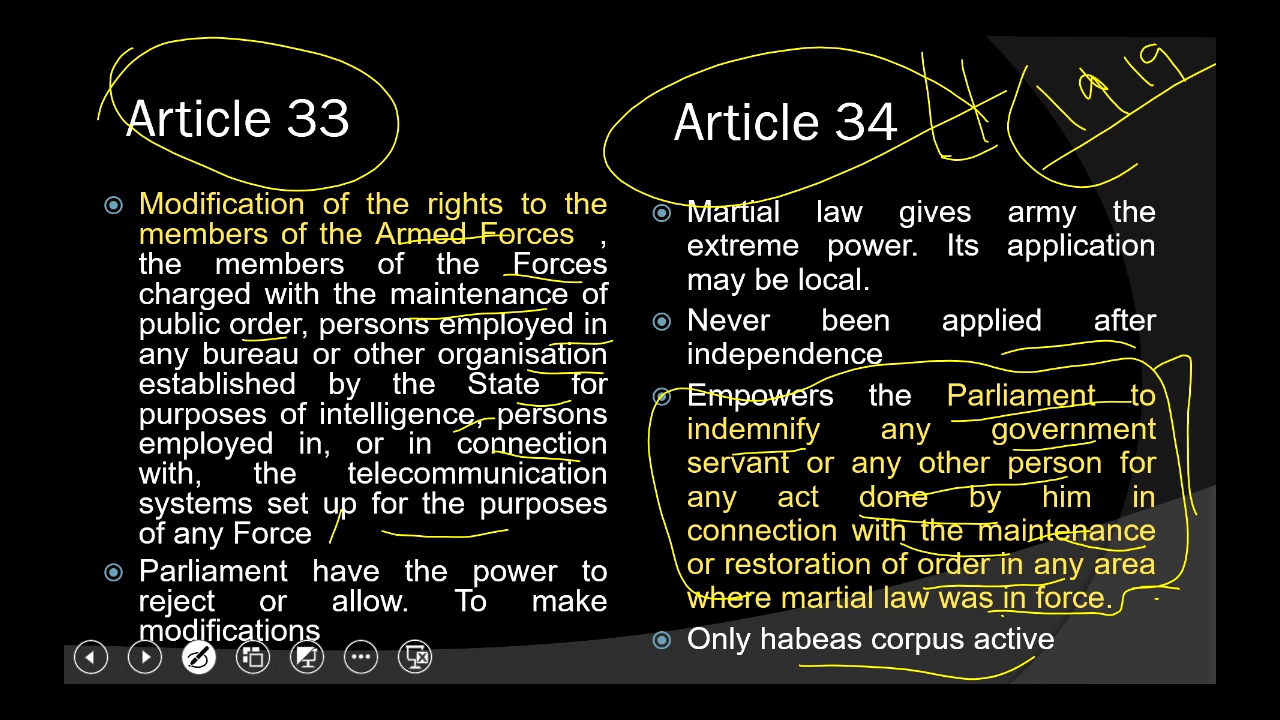 Article 33
Modification of the rights to the
members of the Armed Forces ,
the members of the Forces
charged with the maintenance of
public order, persons employed in
any bureau or other organisation
established by the State for
purposes of intelligence, persons
employed in, or in connection
with, the telecommunication
systems set up for the purposes
of any Force
Parliament have the power to
reject or allow. To make
modifications
Article 34
1919
Martial law gives army the
extreme power. Its application
may be local.
Never been applied after
independence
Empowers the Parliament to
indemnify any government
servant or any other person for
any act done by him in
connection with the maintenance
or restoration of order in any area
where martial law was in force.
Only habeas corpus active